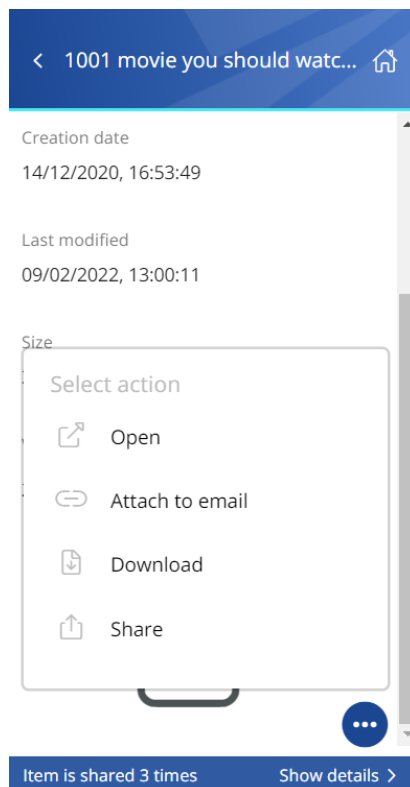 1001 movie you should watc...
Creation date
14/12/2020, 16:53:49
Last modified
09/02/2022, 13:00:11
Size
Select action
Open
Attach to email
Download
Share
Item is shared 3 times
Show details